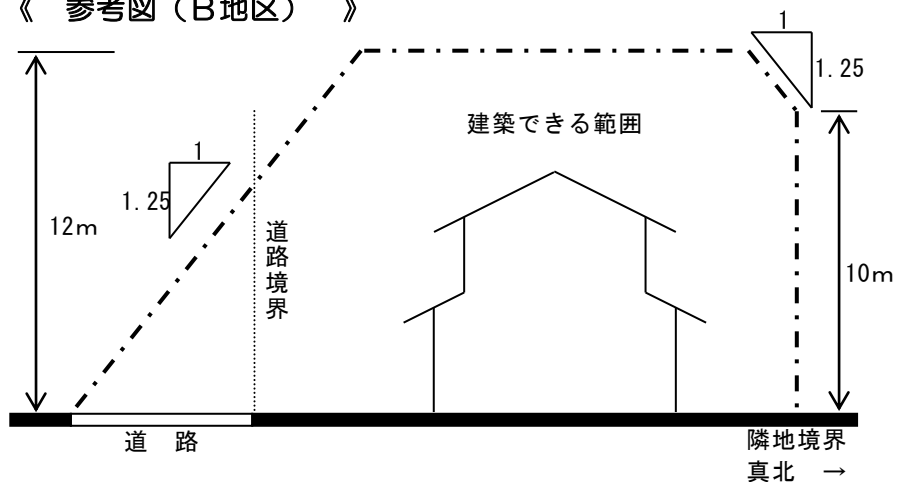 《　参考図（Ｂ地区）　》
1
1.25
建築できる範囲
1
1.25
12m
道路境界
10m
道　路
隣地境界
真北　→